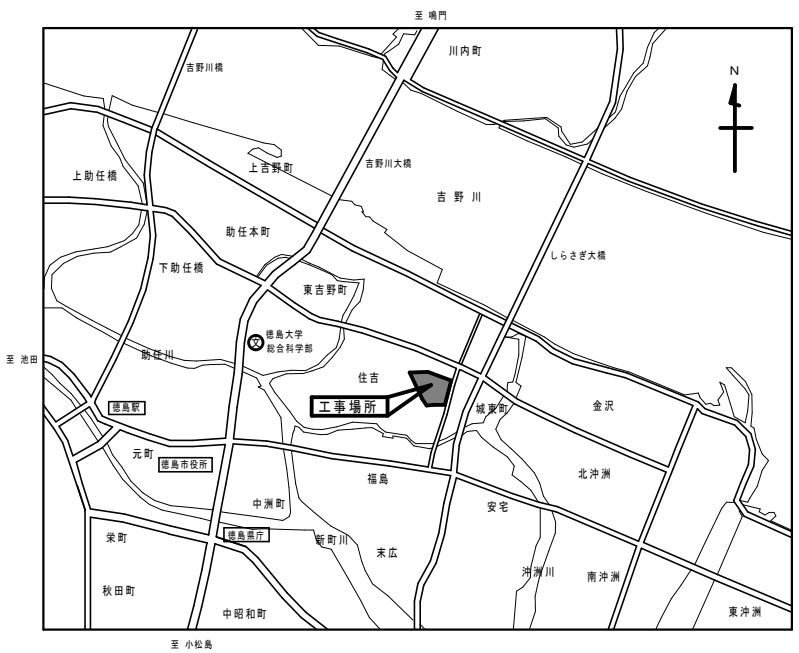 至 鳴門
川内町
吉野川橋
N
上吉野町
吉野川大橋
上助任橋
吉 野 川
助任本町
しらさぎ大橋
下助任橋
東吉野町
徳島大学
総合科学部
文
助任川
至 池田
住吉
工事場所
徳島駅
城東町
金沢
元町
徳島市役所
福島
北沖洲
中洲町
安宅
栄町
徳島県庁
新町川
末広
沖洲川
南沖洲
秋田町
中昭和町
東沖洲
至 小松島